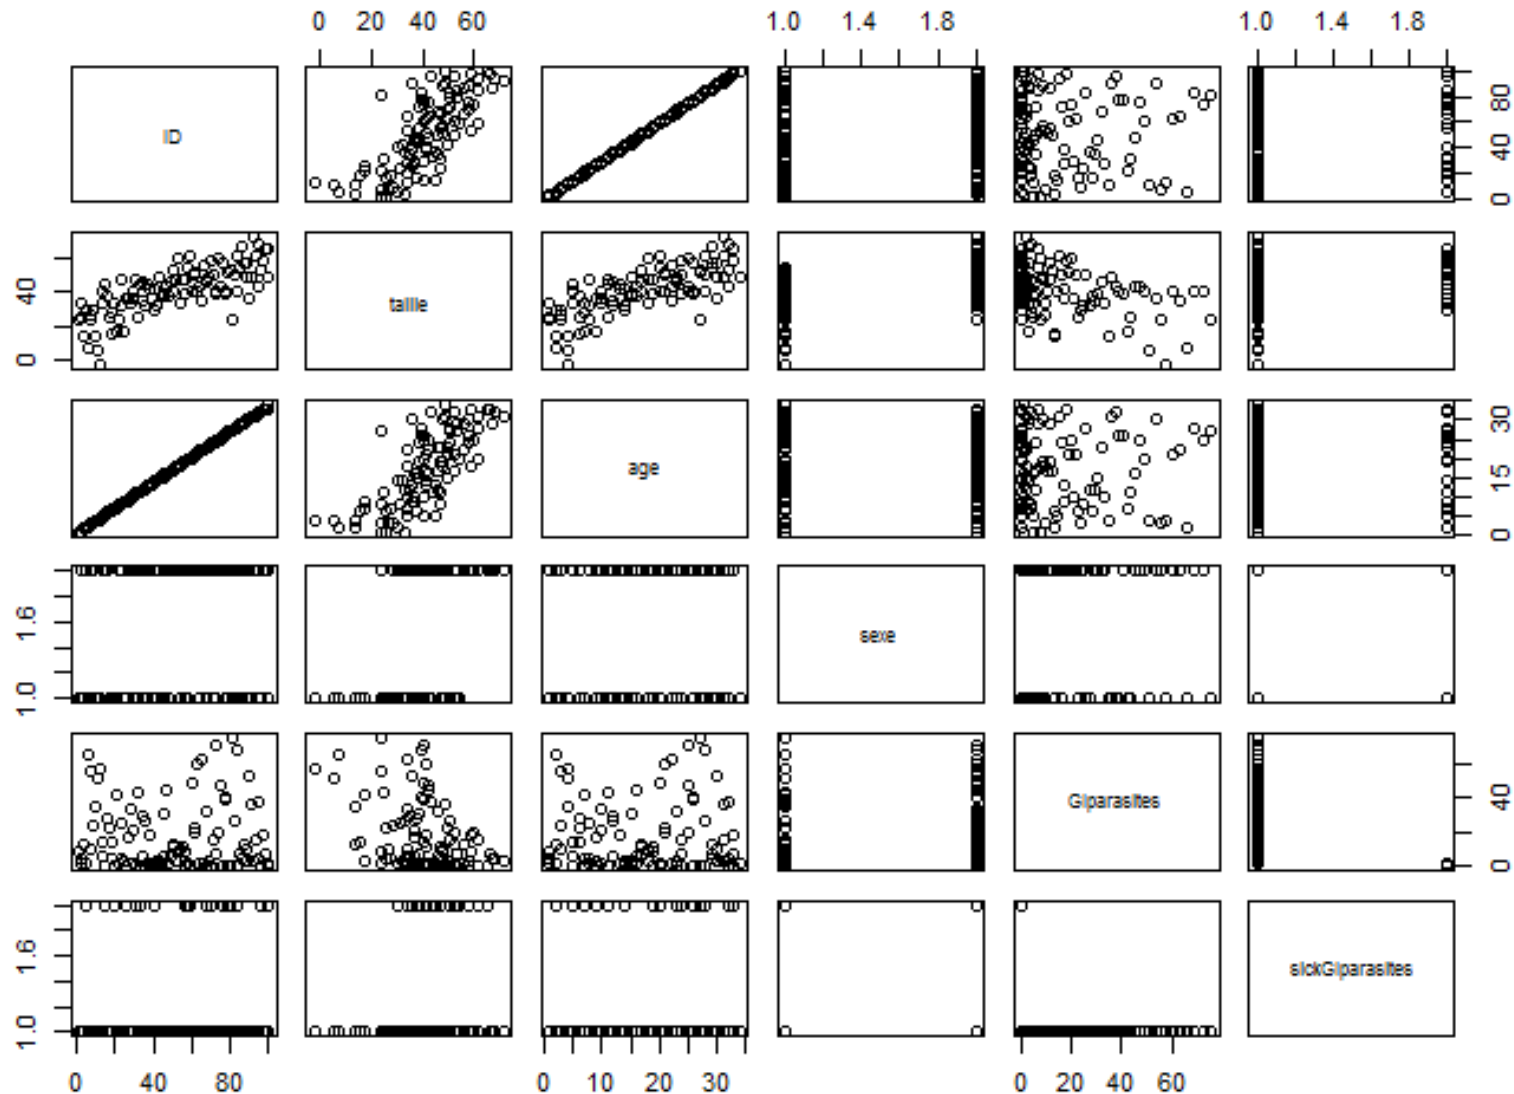 0 20 40 60 1.0 1.4 1.8 1.0 1.4 1.8
ID
0 40 80
40
0
taille
age
0 15 30
1.6
1.0
sexe
GIparasites
0 40
1.6
1.0
sickGIparasites
0 40 80 0 10 20 30 0 20 40 60